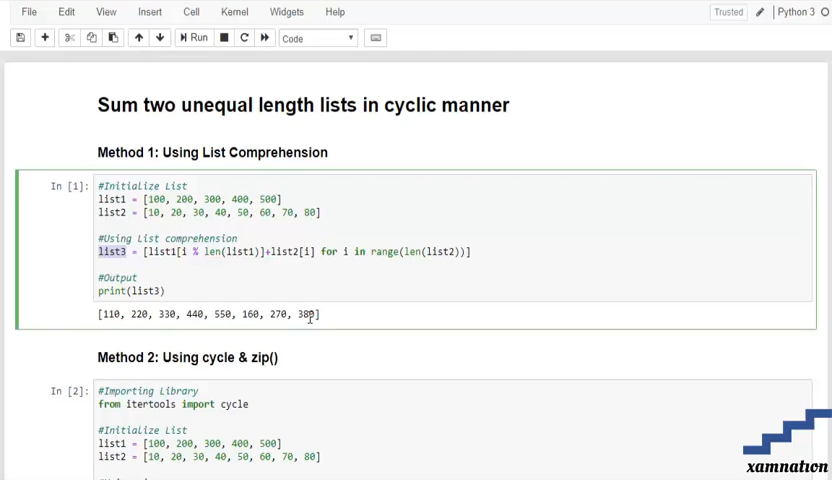 File Edit View Insert Cell Kernel Widgets Help Trusted Python 3
Run Code
Sum two unequal length lists in cyclic manner
Method 1: Using List Comprehension
In [1]: #Initialize List
list1 = [100, 200, 300, 400, 500]
list2 = [10, 20, 30, 40, 50, 60, 70, 80]
#Using List comprehension
list3 = [list1[i % len(list1)]+list2[i] for i in range(len(list2))]
#Output
print(list3)
[110, 220, 330, 440, 550, 160, 270, 380]
Method 2: Using cycle & zip()
In [2]: #Importing Library
from itertools import cycle
#Initialize List
list1 = [100, 200, 300, 400, 500]
list2 = [10, 20, 30, 40, 50, 60, 70, 80]
xamnation